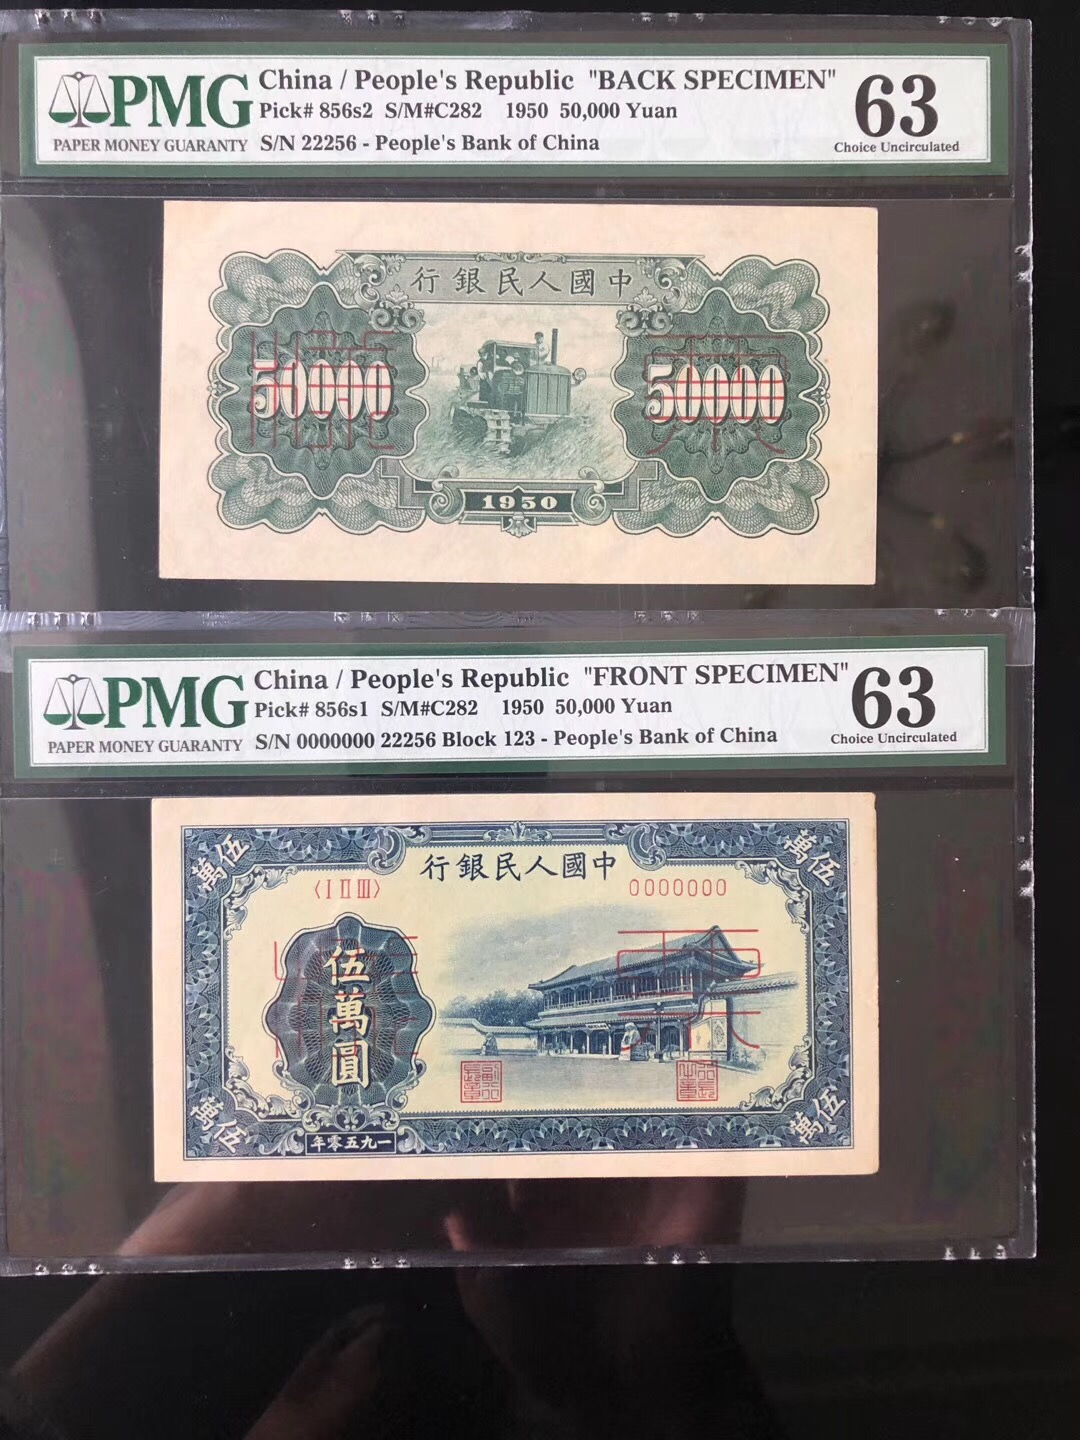 PMG
PAPER MONEY GUARANTY
China / People's Republic "BACK SPECIMEN"
Pick# 856s2 S/M#C282 1950 50,000 Yuan
S/N 22256 - People's Bank of China
63
Choice Uncirculated
行銀民人國中
50000
50000
票
1950
PMG
PAPER MONEY GUARANTY
China / People's Republic "FRONT SPECIMEN"
Pick# 856s1 S/M#C282 1950 50,000 Yuan
S/N 0000000 22256 Block 123 - People's Bank of China
63
Choice Uncirculated
萬伍
萬伍
行銀民人國中
〈I II III〉
0000000
票
伍萬圓
萬伍
萬伍
年零五九一